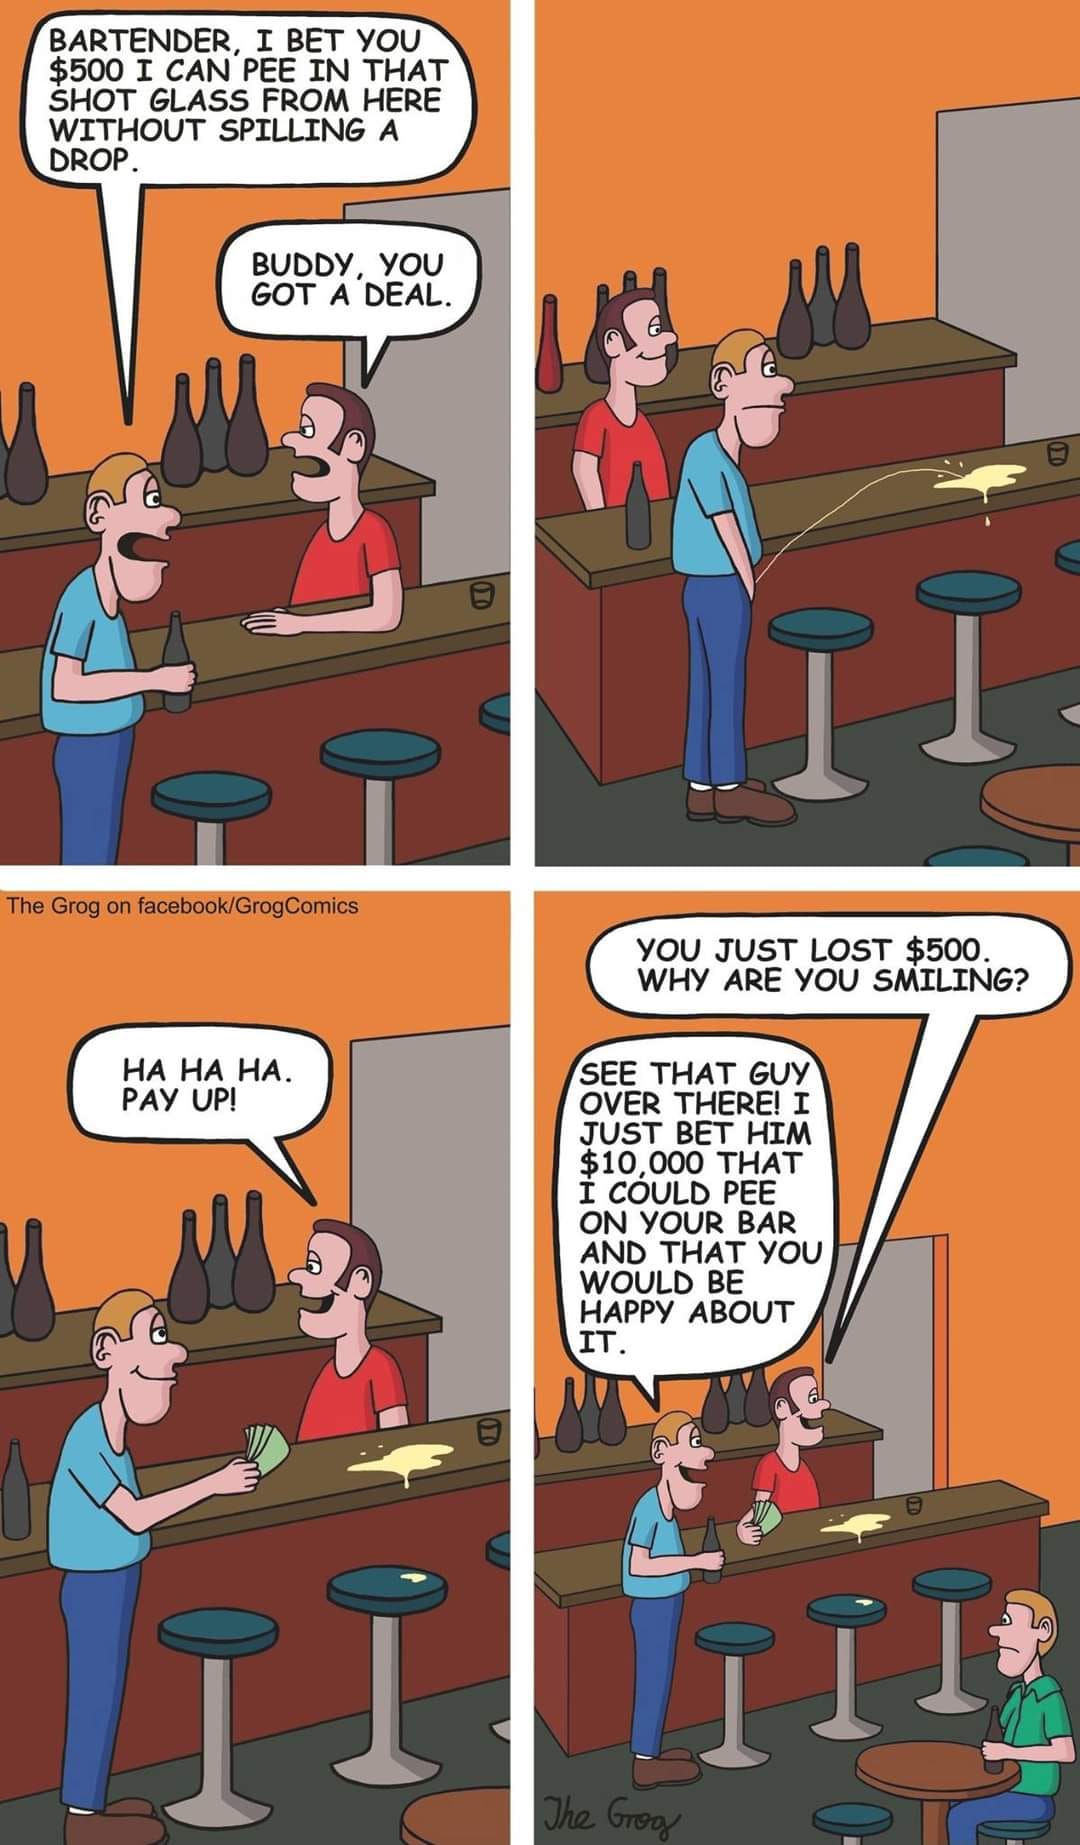 BARTENDER, I BET YOU
$500 I CAN PEE IN THAT
SHOT GLASS FROM HERE
WITHOUT SPILLING A
DROP.
BUDDY, YOU
GOT A DEAL.
The Grog on facebook/GrogComics
HA HA HA.
PAY UP!
YOU JUST LOST $500.
WHY ARE YOU SMILING?
SEE THAT GUY
OVER THERE! I
JUST BET HIM
$10,000 THAT
I COULD PEE
ON YOUR BAR
AND THAT YOU
WOULD BE
HAPPY ABOUT
IT.
The Grog